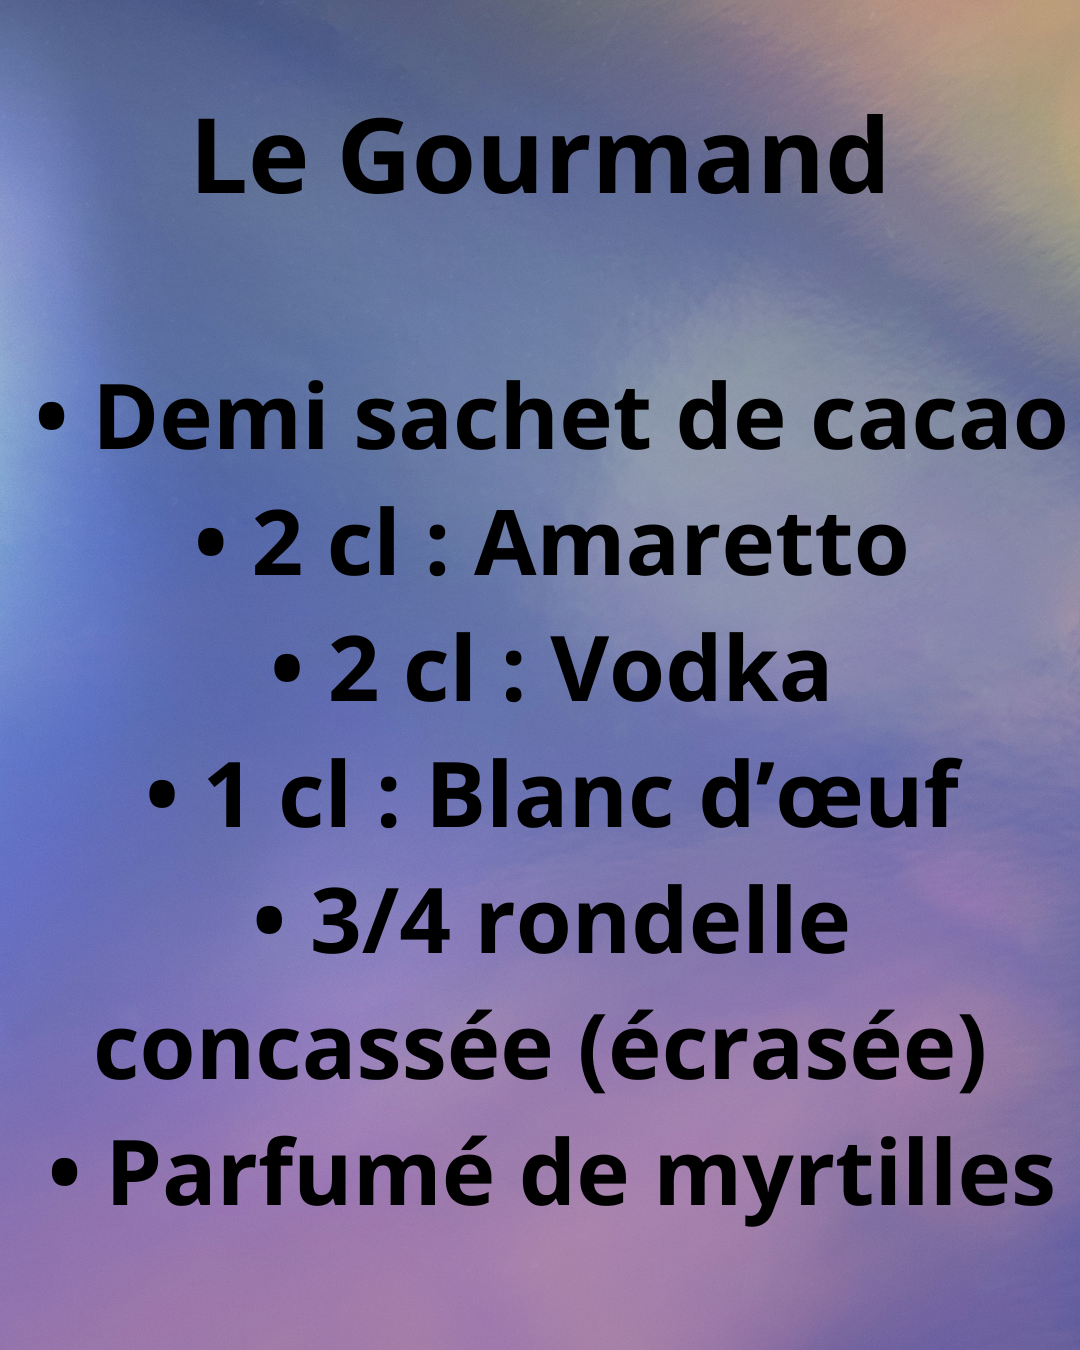 Le Gourmand
• Demi sachet de cacao
• 2 cl : Amaretto
• 2 cl : Vodka
• 1 cl : Blanc d’œuf
• 3/4 rondelle
concassée (écrasée)
• Parfumé de myrtilles